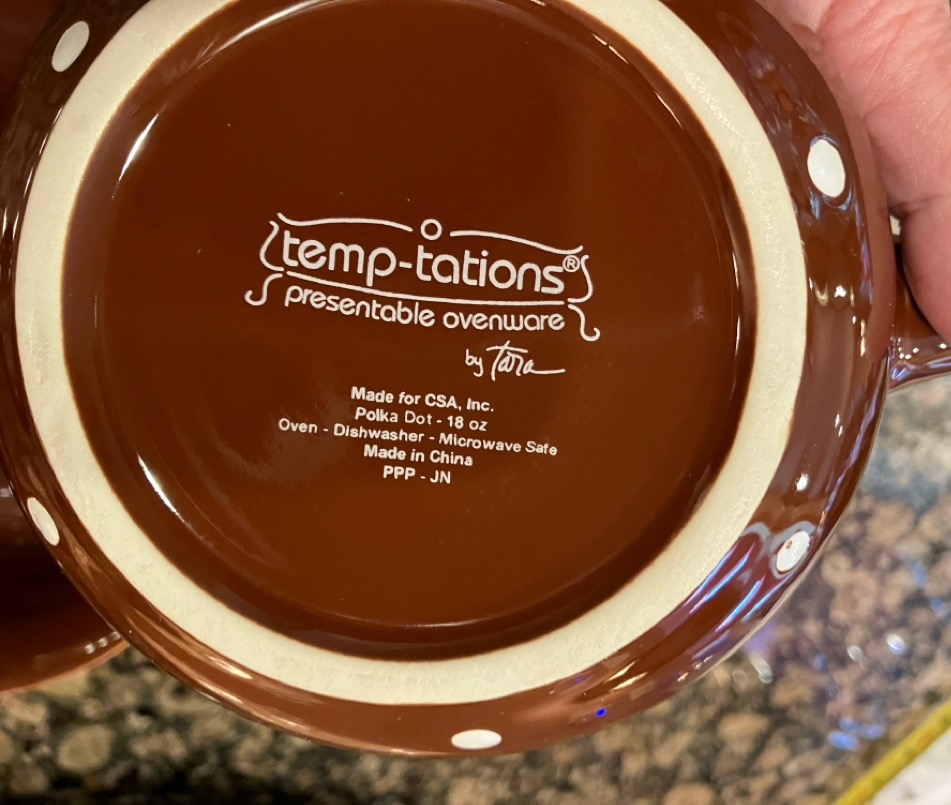 temp-tations®
presentable ovenware
by Tara
Made for CSA, Inc.
Polka Dot - 18 oz
Oven - Dishwasher - Microwave Safe
Made in China
PPP - JN